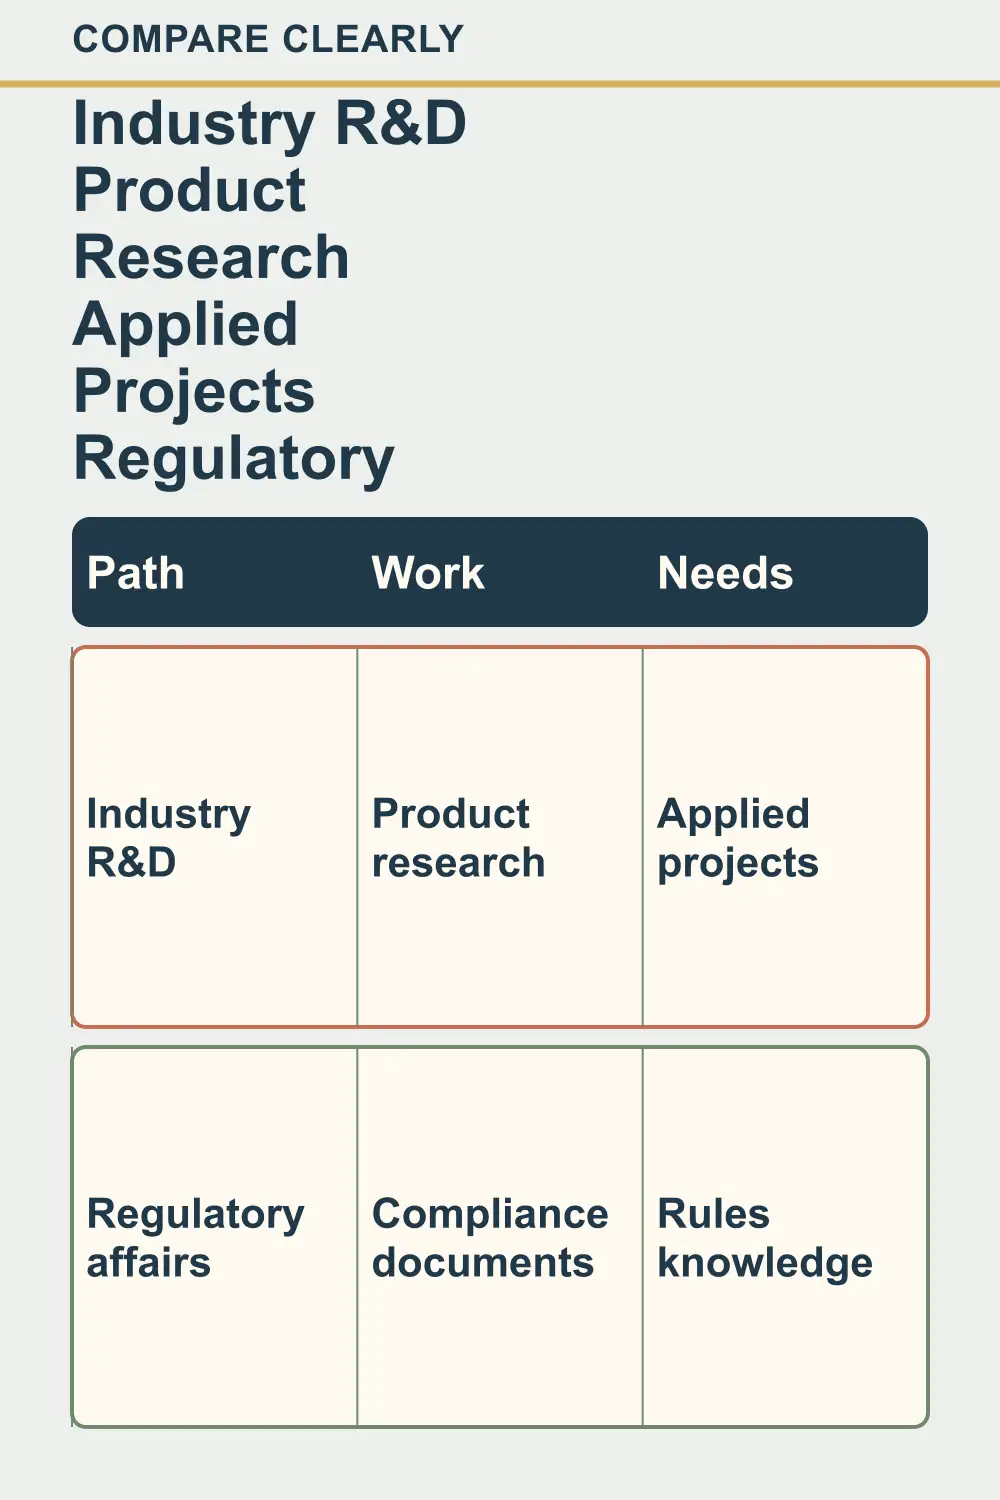 COMPARE CLEARLY
Industry R&D
Product
Research
Applied
Projects
Regulatory
Path Work Needs
Industry
R&D
Product
research
Applied
projects
Regulatory
affairs
Compliance
documents
Rules
knowledge